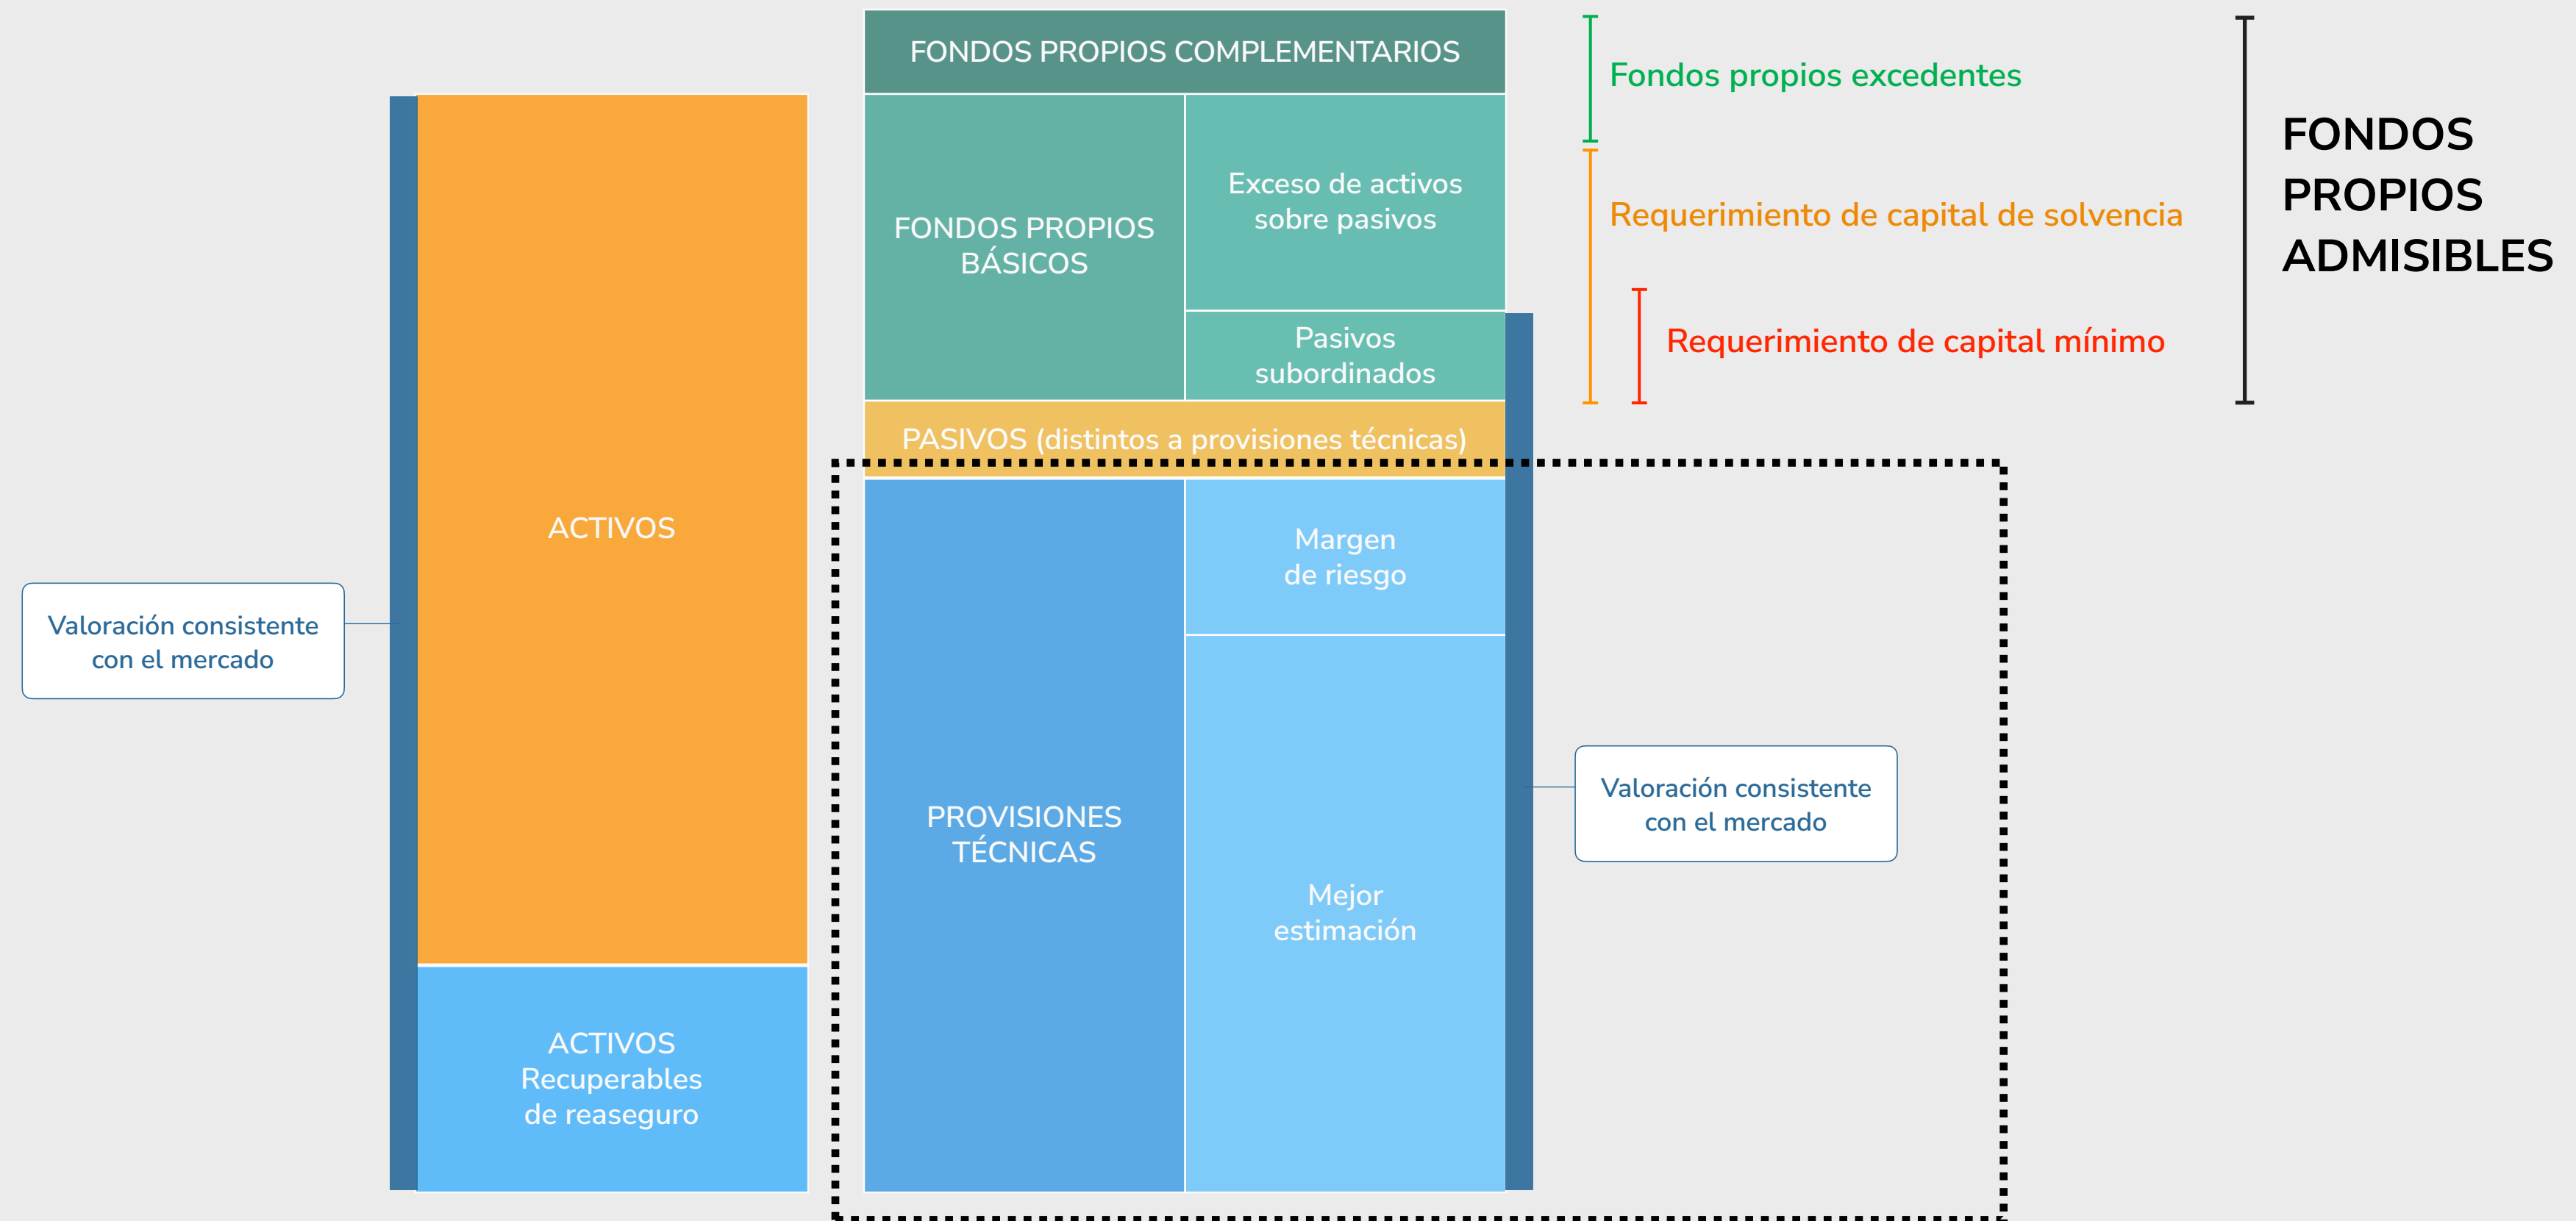 FONDOS PROPIOS COMPLEMENTARIOS
Fondos propios excedentes
FONDOS
PROPIOS
ADMISIBLES
Exceso de activos
sobre pasivos
FONDOS PROPIOS
BÁSICOS
Requerimiento de capital de solvencia
Pasivos
subordinados
Requerimiento de capital mínimo
PASIVOS (distintos a provisiones técnicas)
ACTIVOS
Margen
de riesgo
Valoración consistente
con el mercado
PROVISIONES
TÉCNICAS
Valoración consistente
con el mercado
Mejor
estimación
ACTIVOS
Recuperables
de reaseguro